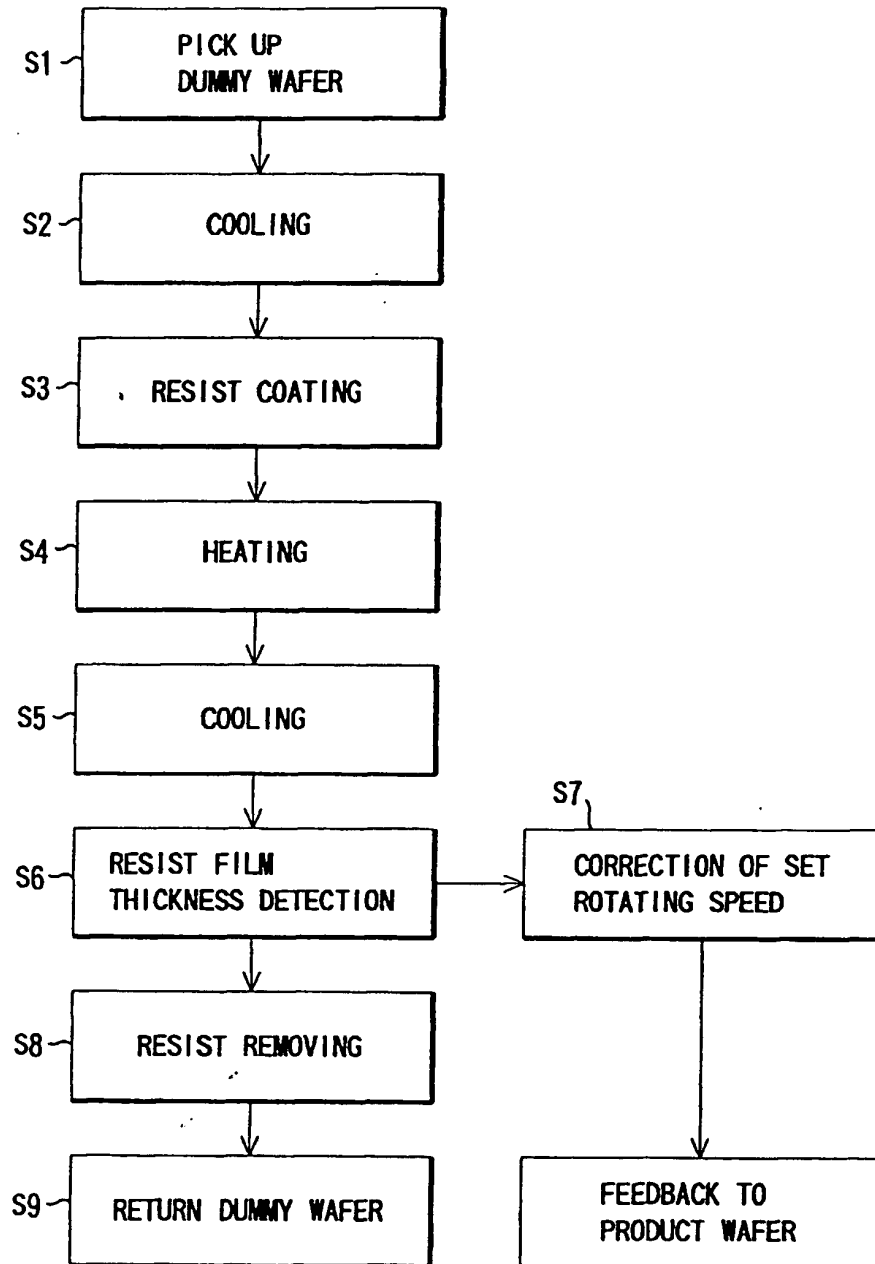 S1
PICK UP
DUMMY WAFER
S2
COOLING
S3
RESIST COATING
S4
HEATING
S5
COOLING
S6
RESIST FILM
THICKNESS DETECTION
S7
CORRECTION OF SET
ROTATING SPEED
S8
RESIST REMOVING
S9
RETURN DUMMY WAFER
FEEDBACK TO
PRODUCT WAFER